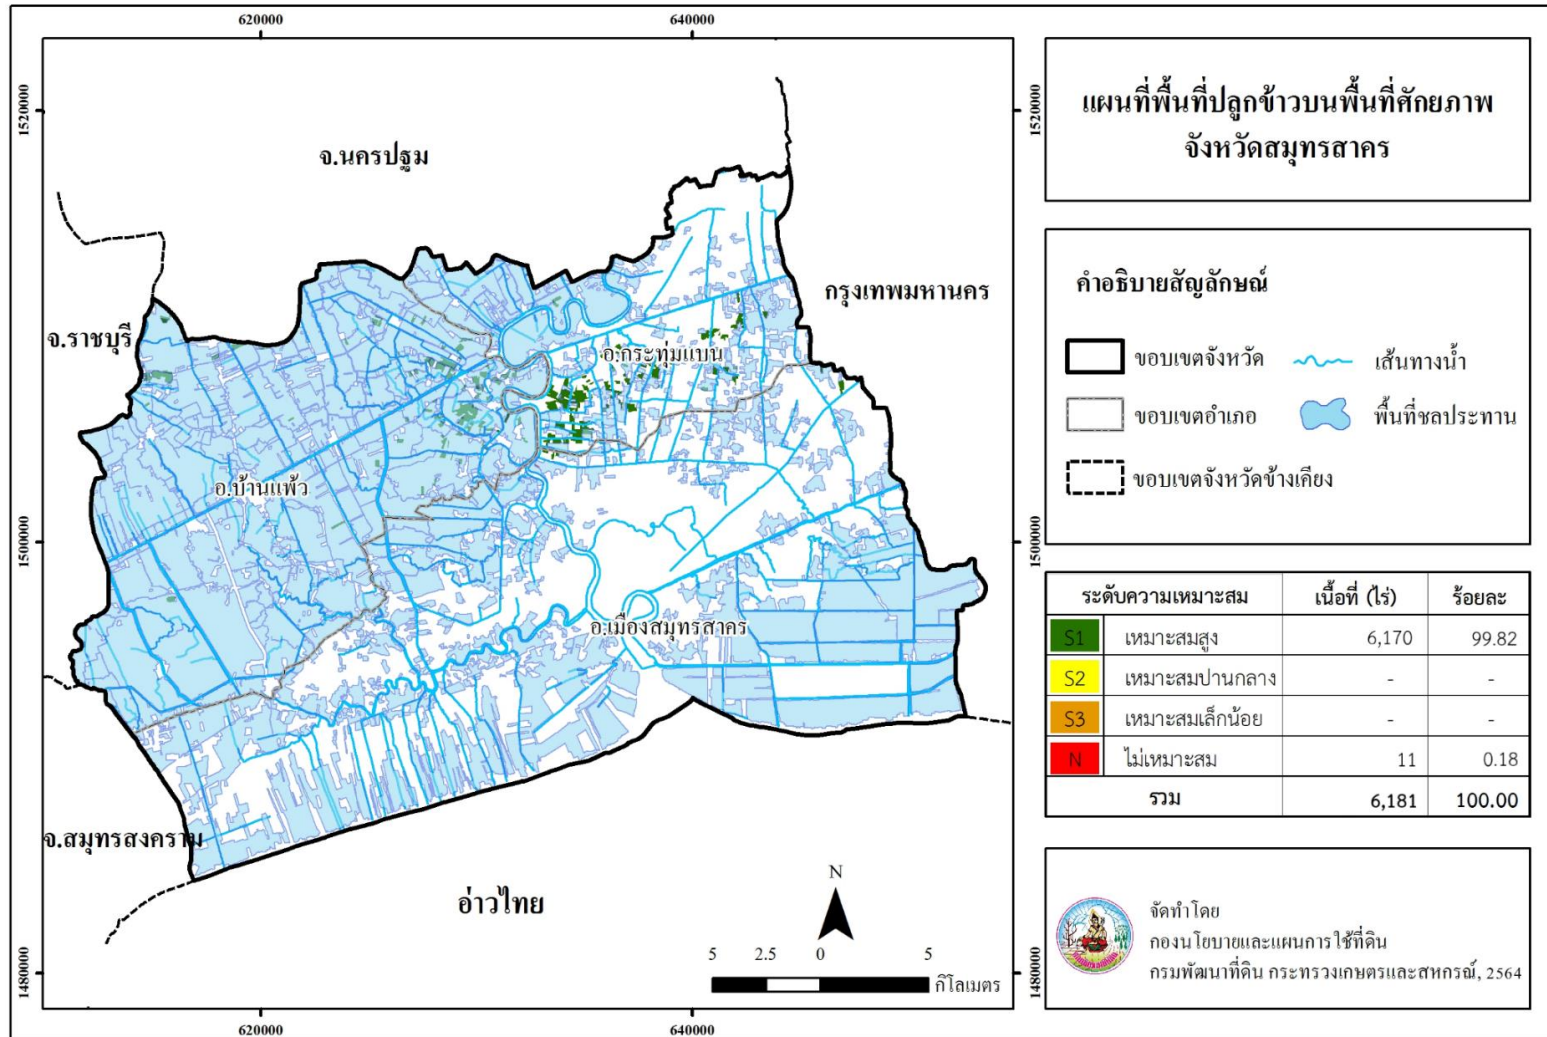 620000
640000
1520000
1520000
แผนที่พื้นที่ปลูกข้าวบนพื้นที่ศักยภาพ
จังหวัดสมุทรสาคร
จ.นครปฐม
กรุงเทพมหานคร
จ.ราชบุรี
อ.กระทุ่มแบน
อ.บ้านแพ้ว
1500000
1500000
อ.เมืองสมุทรสาคร
จ.สมุทรสงคราม
อ่าวไทย
N
5 2.5 0 5
กิโลเมตร
1480000
1480000
620000
640000
คำอธิบายสัญลักษณ์
ขอบเขตจังหวัด
เส้นทางน้ำ
ขอบเขตอำเภอ
พื้นที่ชลประทาน
ขอบเขตจังหวัดข้างเคียง
ระดับความเหมาะสม เนื้อที่ (ไร่) ร้อยละ
S1 เหมาะสมสูง 6,170 99.82
S2 เหมาะสมปานกลาง - -
S3 เหมาะสมเล็กน้อย - -
N ไม่เหมาะสม 11 0.18
รวม 6,181 100.00
จัดทำโดย
กองนโยบายและแผนการใช้ที่ดิน
กรมพัฒนาที่ดิน กระทรวงเกษตรและสหกรณ์, 2564